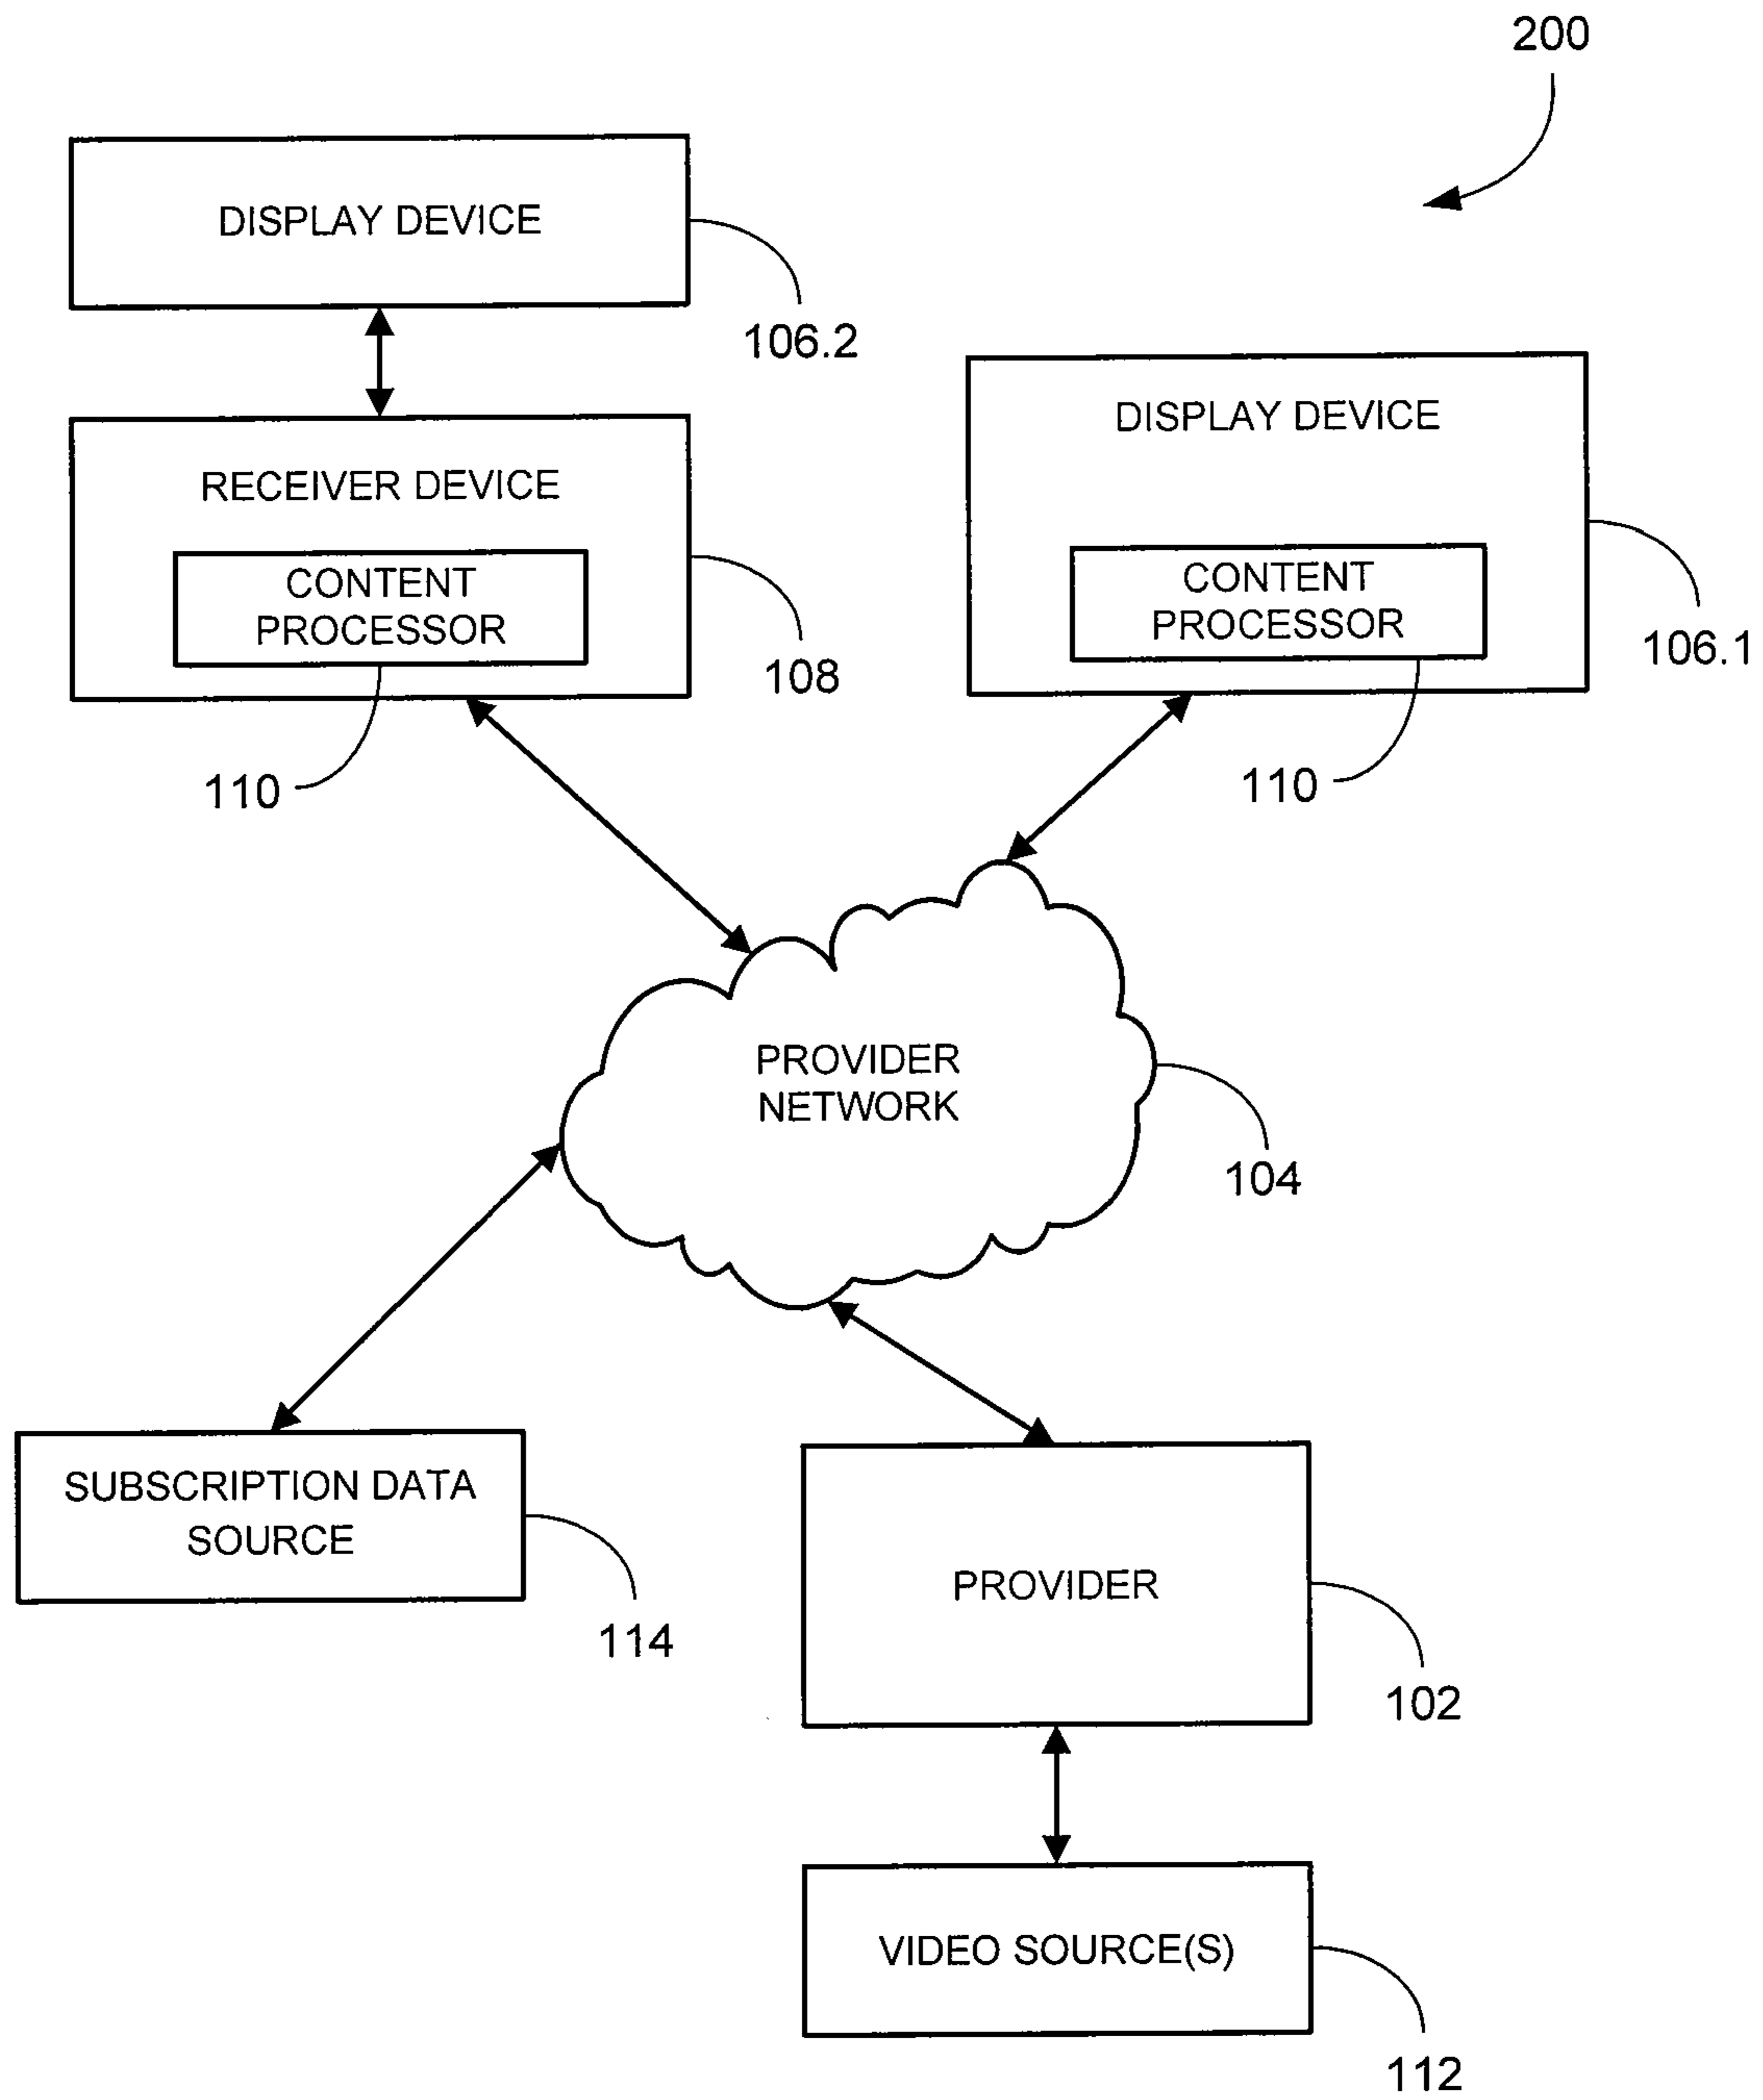 200
DISPLAY DEVICE
106.2
DISPLAY DEVICE
RECEIVER DEVICE
CONTENT
PROCESSOR
108
110
CONTENT
PROCESSOR
106.1
110
PROVIDER
NETWORK
104
SUBSCRIPTION DATA
SOURCE
114
PROVIDER
102
VIDEO SOURCE(S)
112